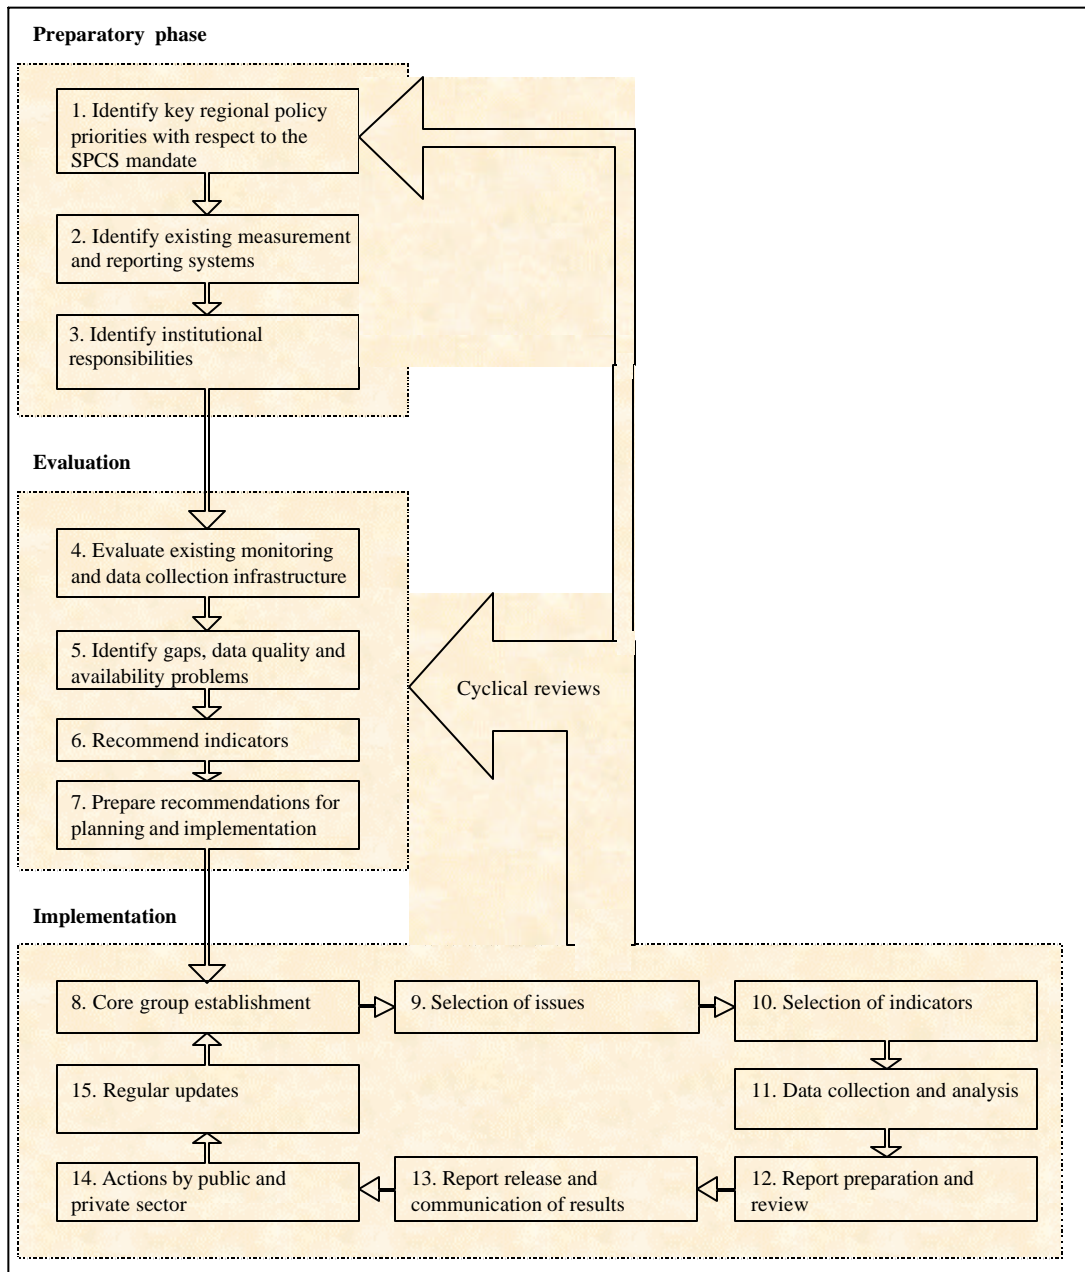 Preparatory phase
1. Identify key regional policy
priorities with respect to the
SPCS mandate
2. Identify existing measurement
and reporting systems
3. Identify institutional
responsibilities
Evaluation
4. Evaluate existing monitoring
and data collection infrastructure
5. Identify gaps, data quality and
availability problems
Cyclical reviews
6. Recommend indicators
7. Prepare recommendations for
planning and implementation
Implementation
8. Core group establishment
9. Selection of issues
10. Selection of indicators
11. Data collection and analysis
12. Report preparation and
review
13. Report release and
communication of results
14. Actions by public and
private sector
15. Regular updates